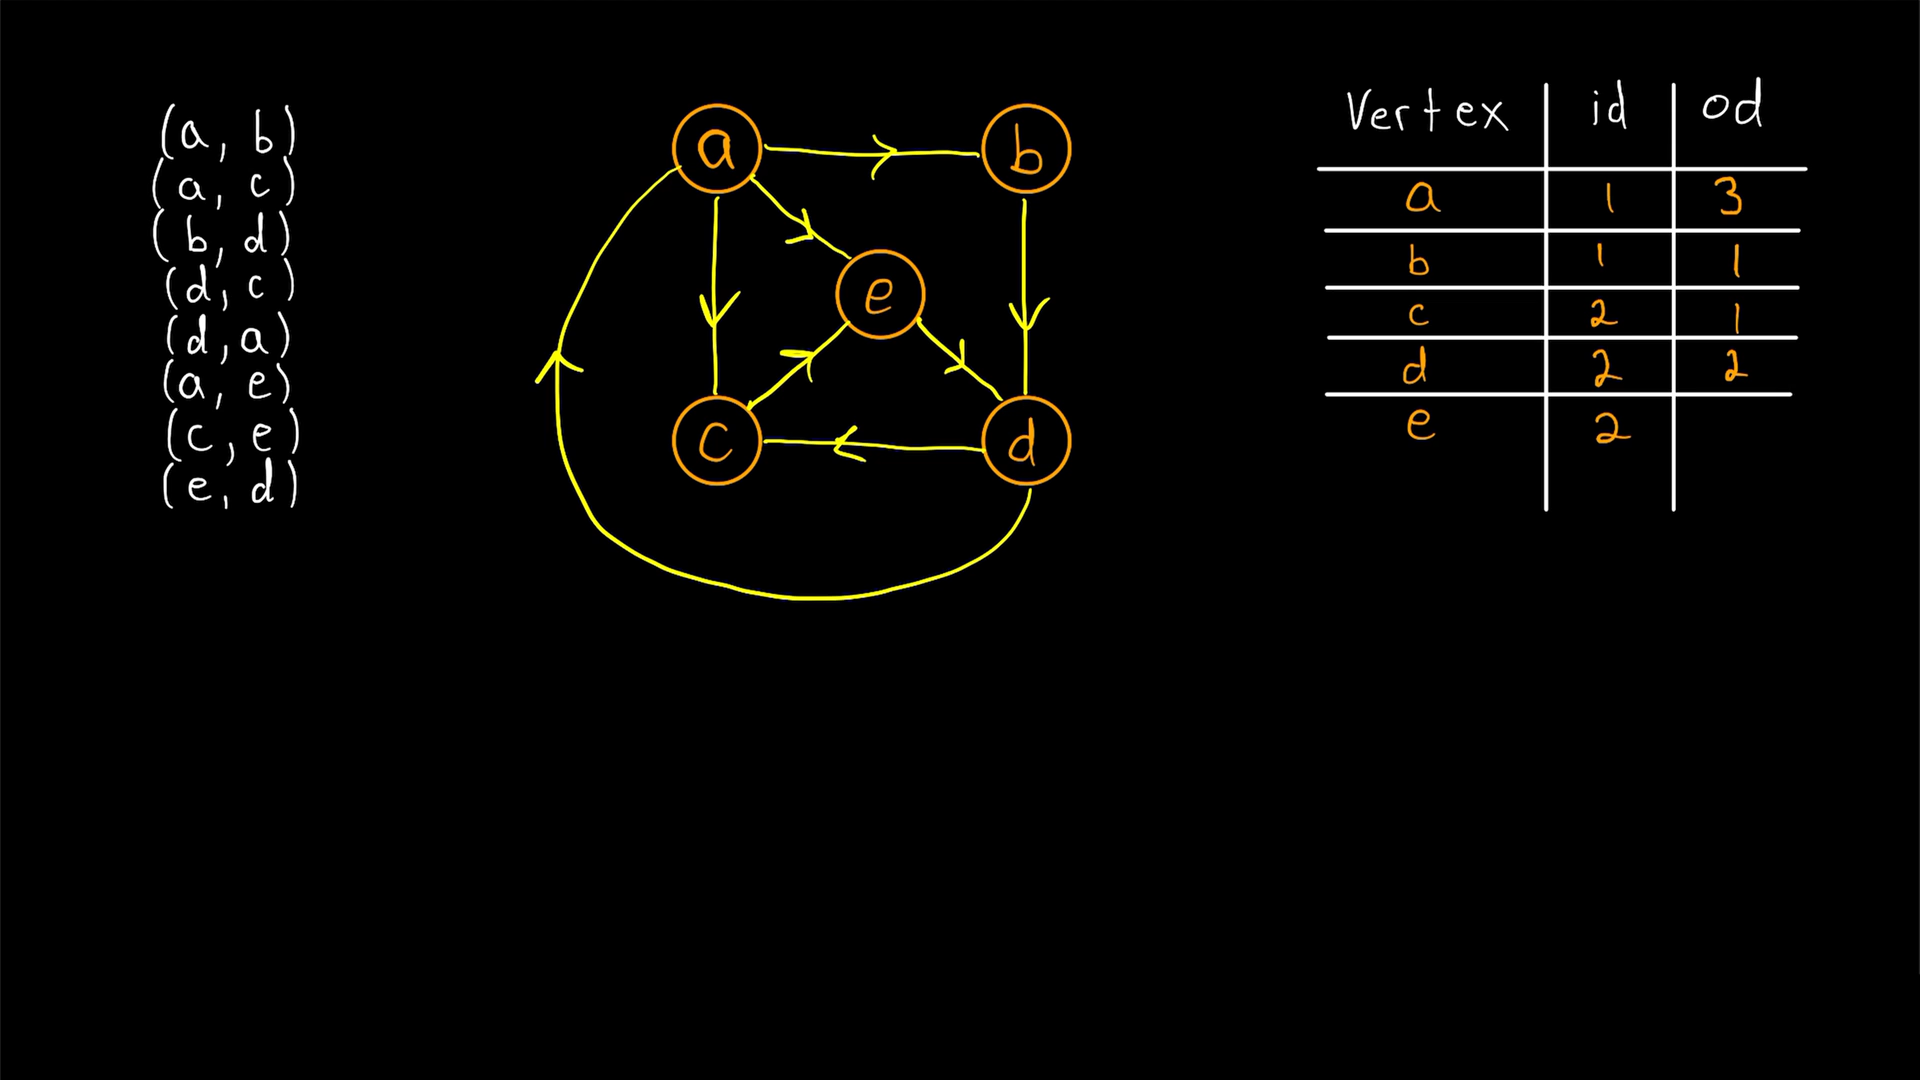 (a, b)
(a, c)
(b, d)
(d, c)
(d, a)
(a, e)
(c, e)
(e, d)
a
b
e
c
d
Vertex id od
a 1 3
b 1 1
c 2 1
d 2 2
e 2